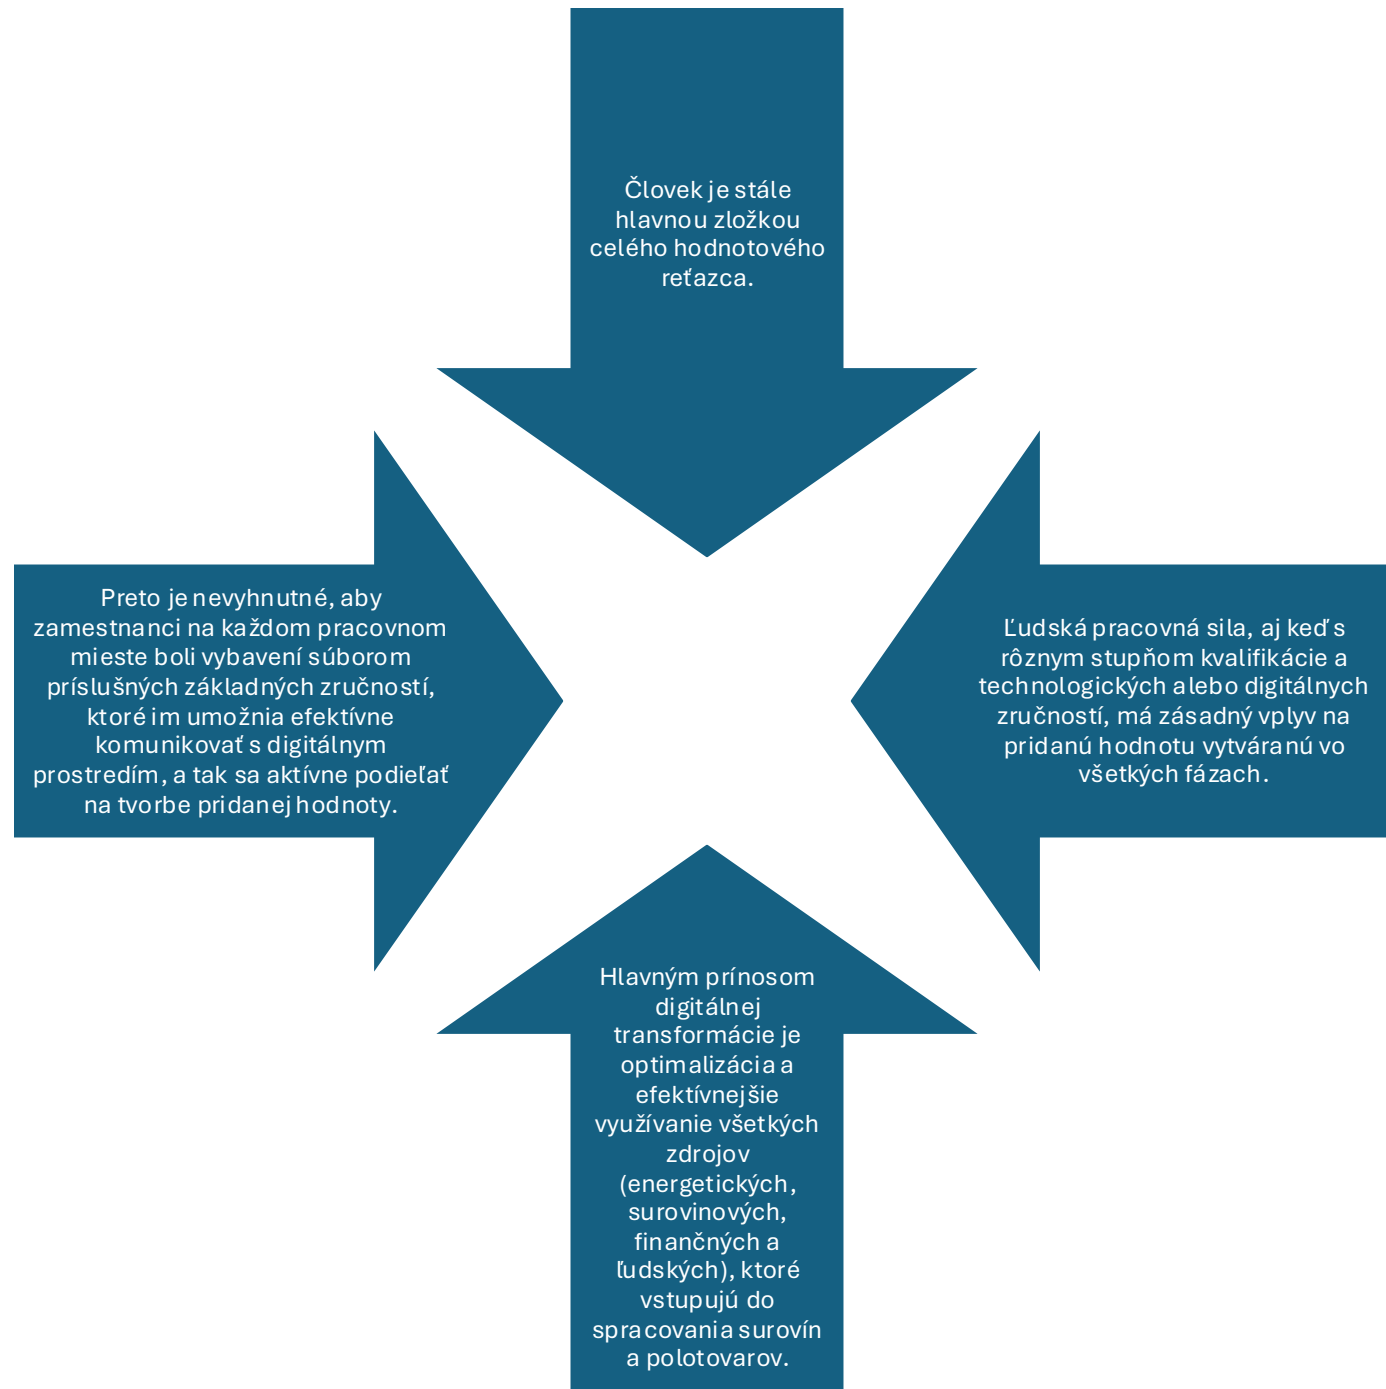 Človek je stále
hlavnou zložkou
celého hodnotového
reťazca.
Preto je nevyhnutné, aby
zamestnanci na každom pracovnom
mieste boli vybavení súborom
príslušných základných zručností,
ktoré im umožnia efektívne
komunikovať s digitálnym
prostredím, a tak sa aktívne podieľať
na tvorbe pridanej hodnoty.
Ľudská pracovná sila, aj keď s
rôznym stupňom kvalifikácie a
technologických alebo digitálnych
zručností, má zásadný vplyv na
pridanú hodnotu vytváranú vo
všetkých fázach.
Hlavným prínosom
digitálnej
transformácie je
optimalizácia a
efektívnejšie
využívanie všetkých
zdrojov
(energetických,
surovinových,
finančných a
ľudských), ktoré
vstupujú do
spracovania surovín
a polotovarov.